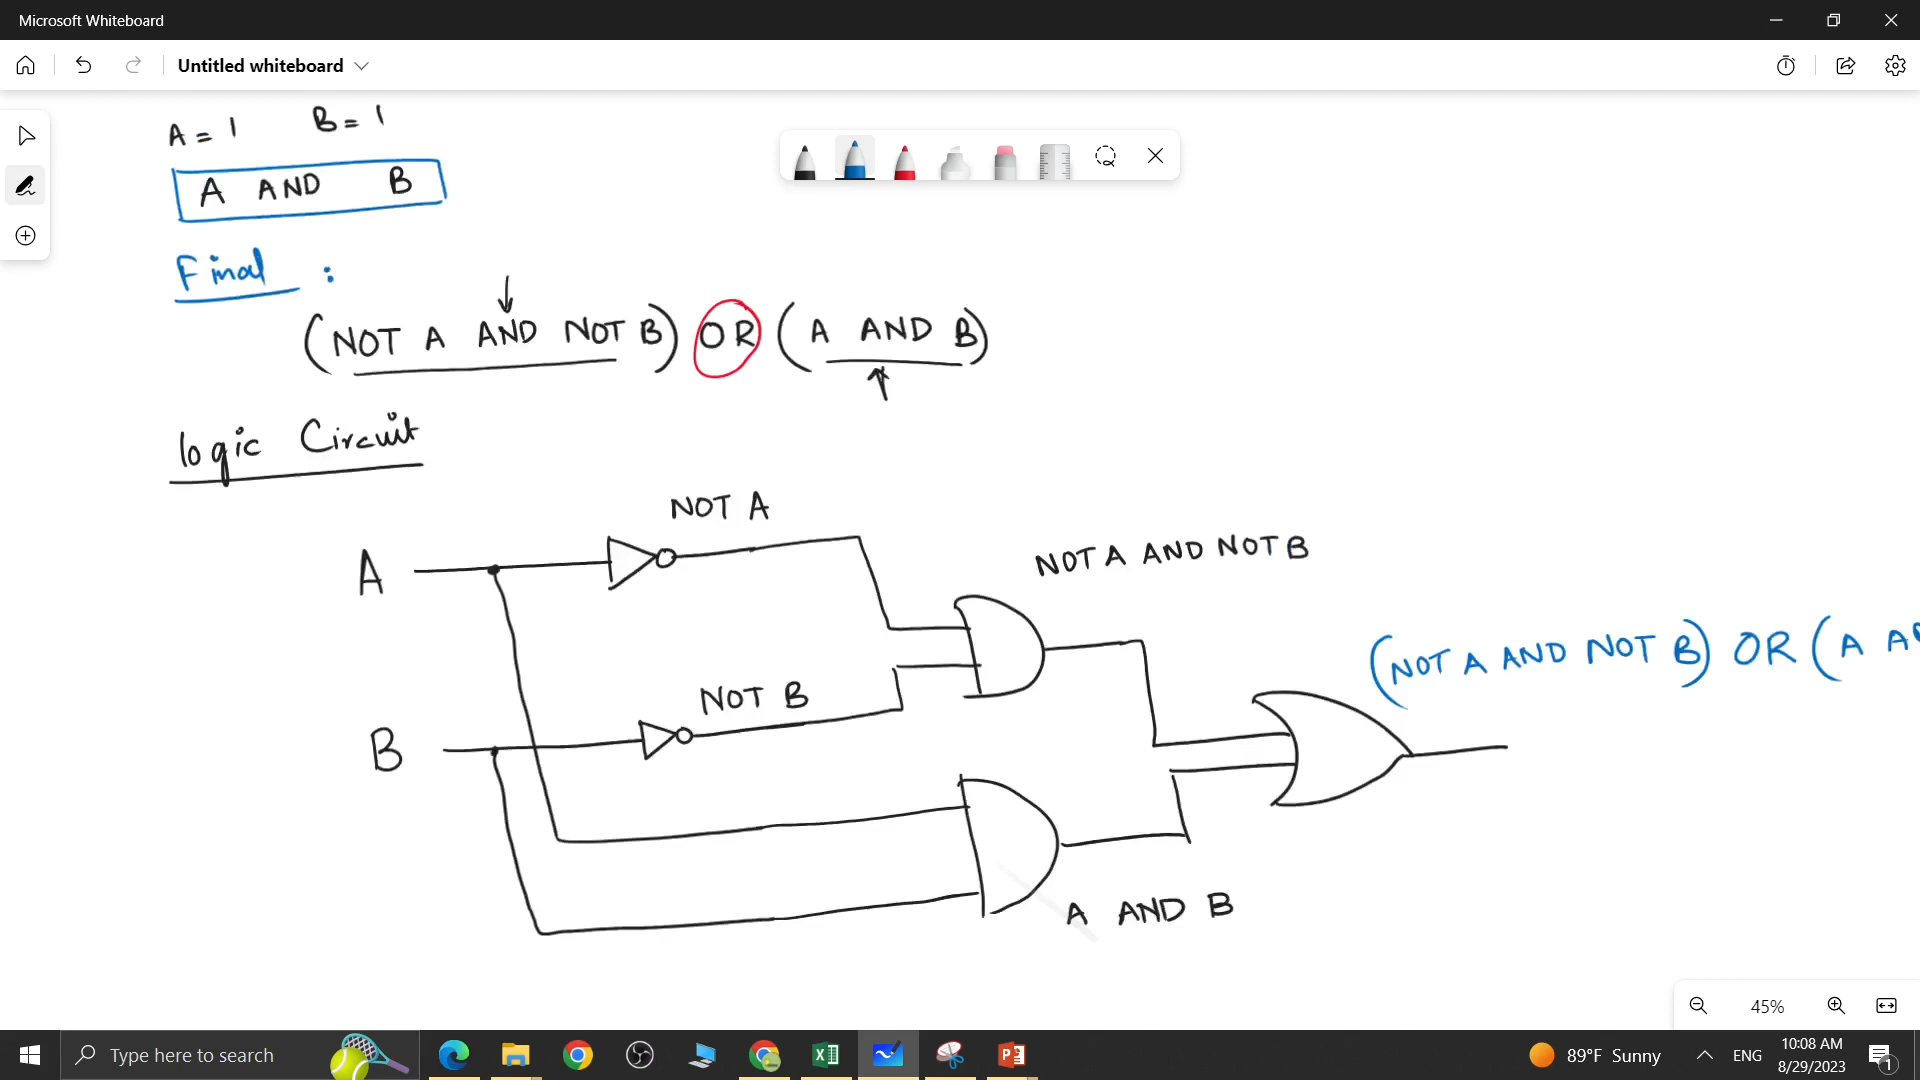 Microsoft Whiteboard
Untitled whiteboard
A = 1 B = 1
A AND B
Final :
(NOT A AND NOT B) OR (A AND B)
logic Circuit
NOT A
NOT A AND NOT B
A
(NOT A AND NOT B) OR (A
NOT B
B
A AND B
45%
Type here to search
89°F Sunny
ENG
10:08 AM
8/29/2023
1